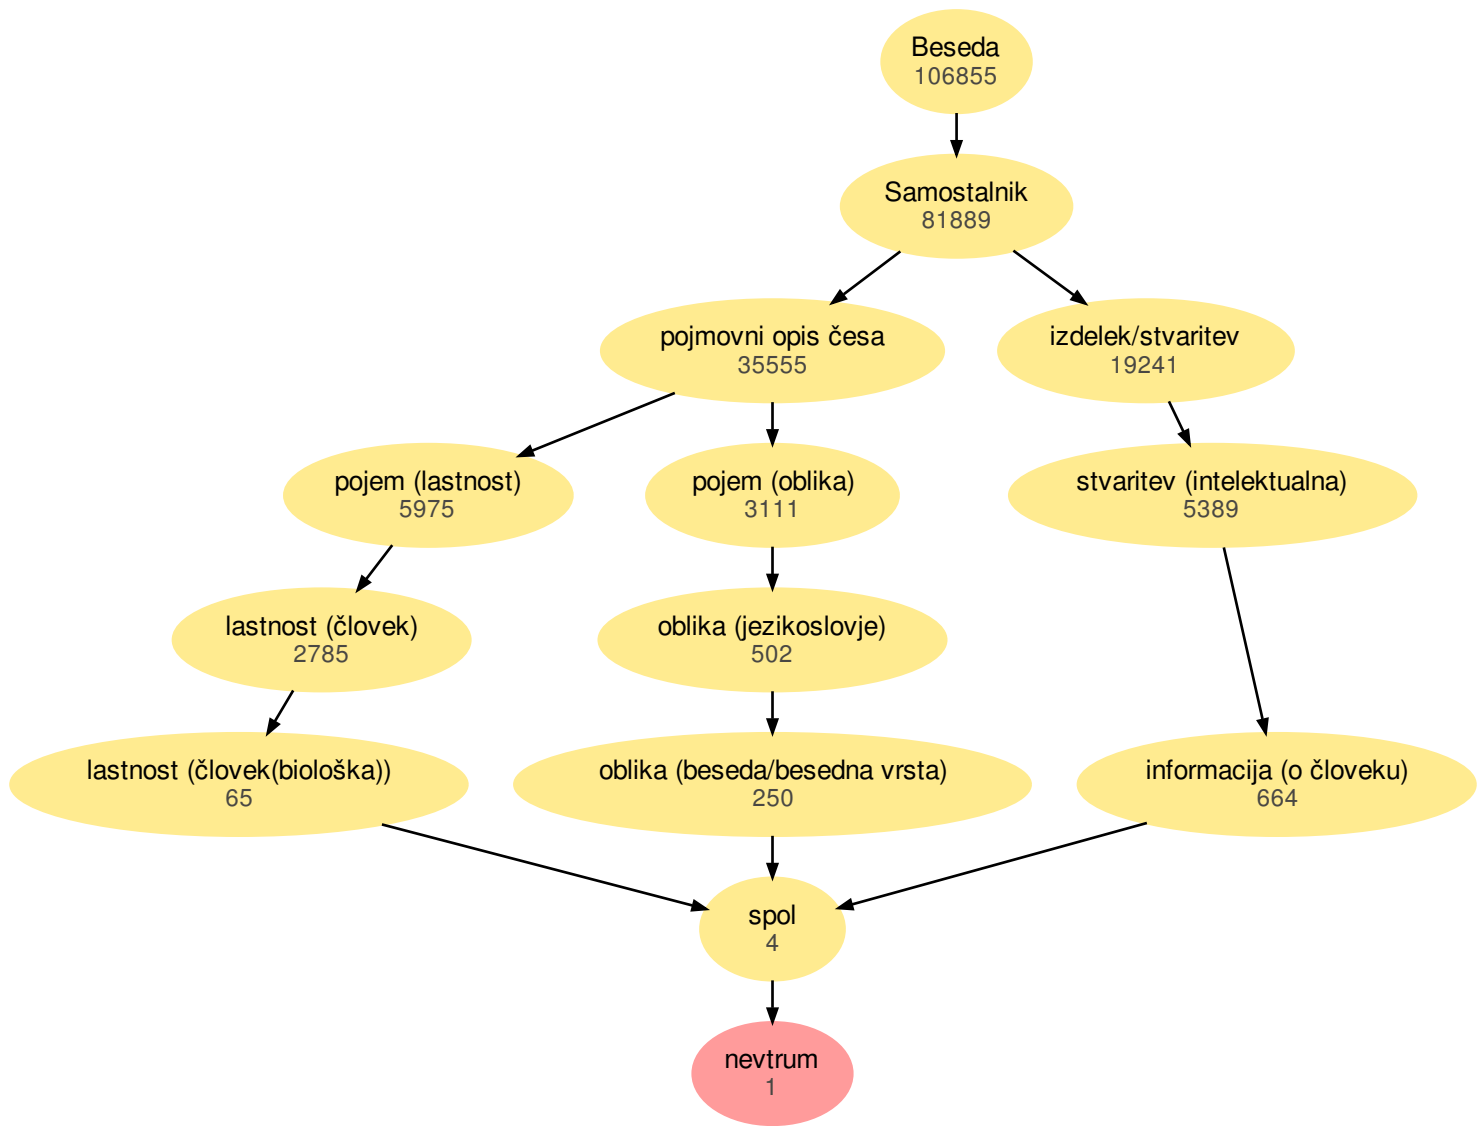 Beseda
106855
Samostalnik
81889
pojmovni opis česa
35555
izdelek/stvaritev
19241
pojem (lastnost)
5975
pojem (oblika)
3111
stvaritev (intelektualna)
5389
lastnost (človek)
2785
oblika (jezikoslovje)
502
lastnost (človek(biološka))
65
oblika (beseda/besedna vrsta)
250
informacija (o človeku)
664
spol
4
nevtrum
1